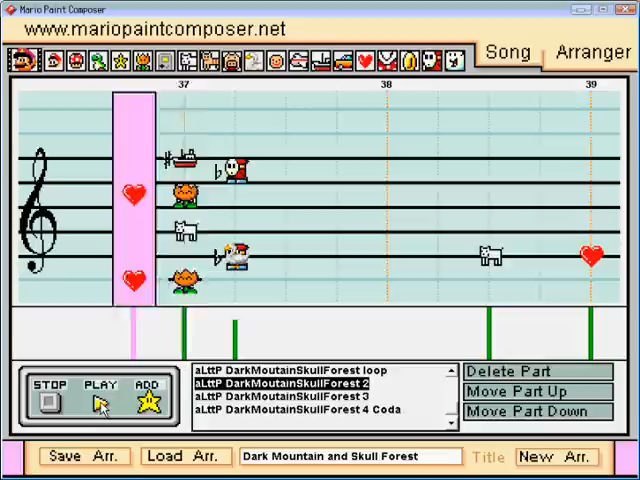 Mario Paint Composer
www.mariopaintcomposer.net
Song
Arranger
37
38
39
STOP
PLAY
ADD
aLttP DarkMoutainSkullForest loop
aLttP DarkMoutainSkullForest 2
aLttP DarkMoutainSkullForest 3
aLttP DarkMoutainSkullForest 4 Coda
Delete Part
Move Part Up
Move Part Down
Save Arr.
Load Arr.
Dark Mountain and Skull Forest
Title
New Arr.